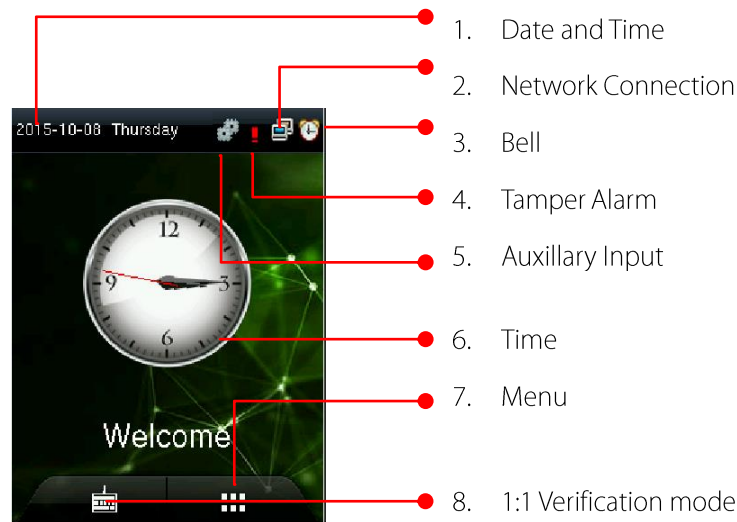 1. Date and Time
2. Network Connection
2015-10-08 Thursday
3. Bell
4. Tamper Alarm
5. Auxillary Input
12
9
3
6
6. Time
7. Menu
Welcome
8. 1:1 Verification mode